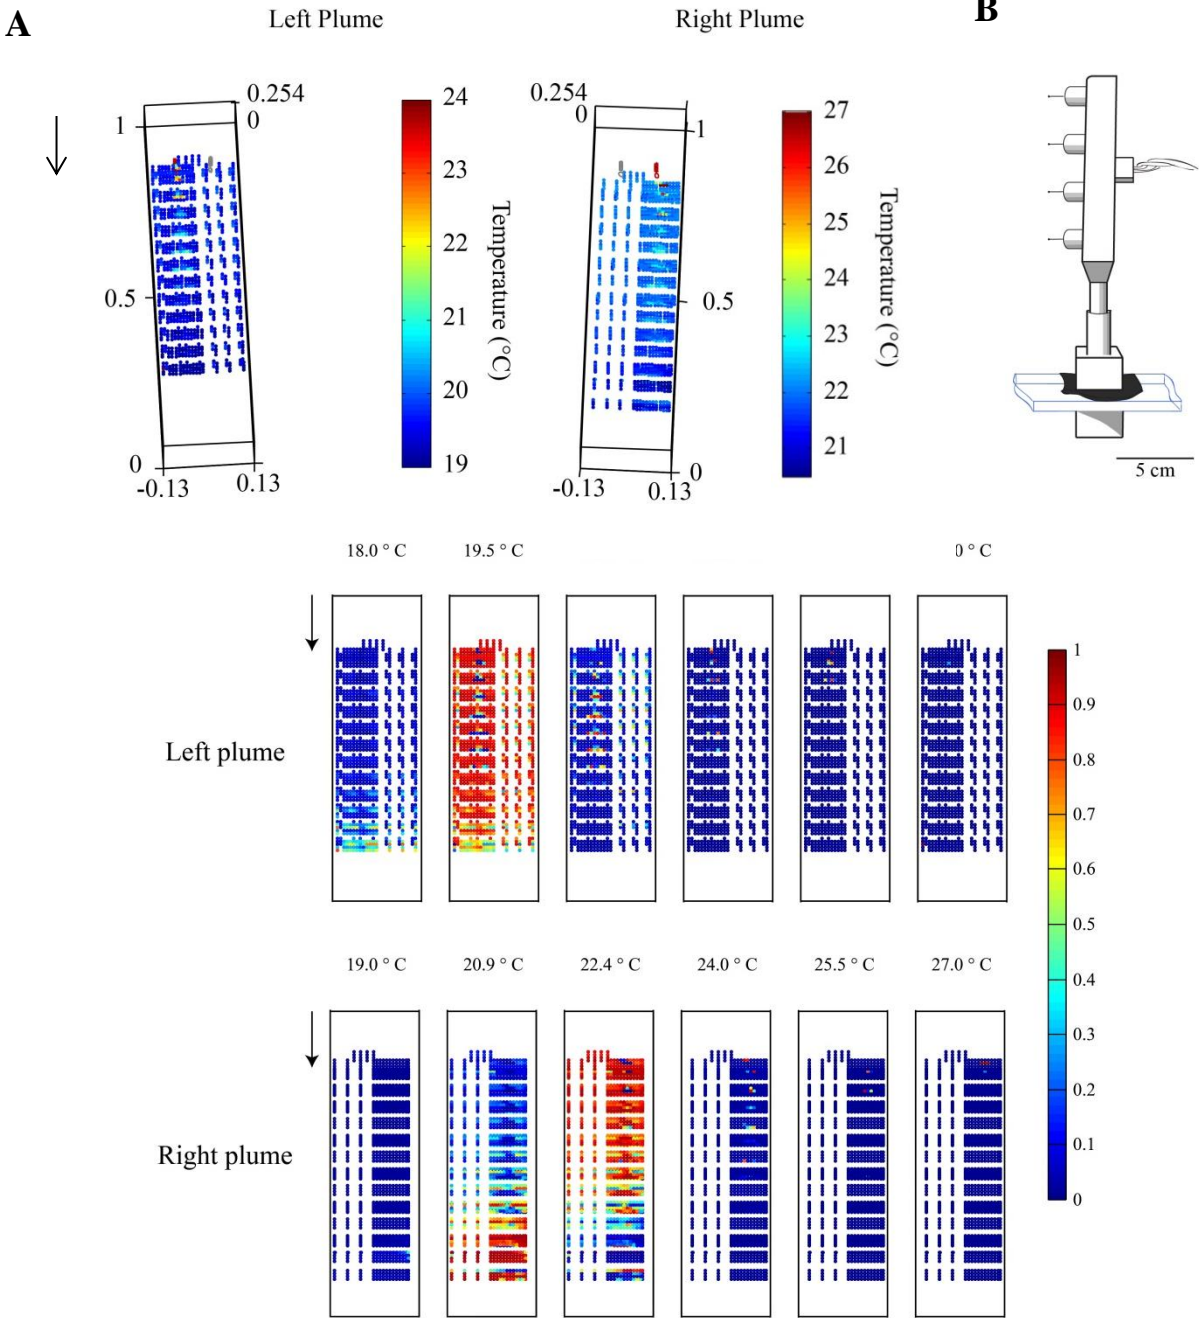 A
Left Plume
Right Plume
B
0.254
0
1
0.5
0
-0.13
0.13
24
23
22
21
20
19
Temperature (°C)
0.254
0
1
0.5
0
-0.13
0.13
27
26
25
24
23
22
21
Temperature (°C)
5 cm
18.0 ° C
19.5 ° C
0 ° C
Left plume
19.0 ° C
20.9 ° C
22.4 ° C
24.0 ° C
25.5 ° C
27.0 ° C
Right plume
1
0.9
0.8
0.7
0.6
0.5
0.4
0.3
0.2
0.1
0